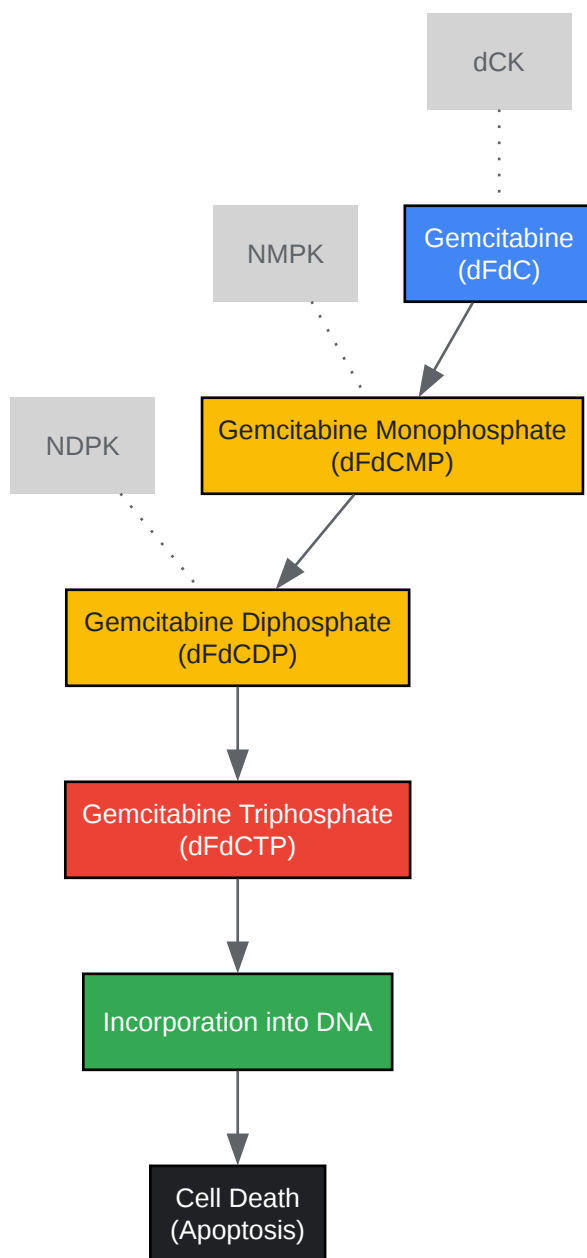 dCK
NMPK
Gemcitabine
(dFdC)
NDPK
Gemcitabine Monophosphate
(dFdCMP)
Gemcitabine Diphosphate
(dFdCDP)
Gemcitabine Triphosphate
(dFdCTP)
Incorporation into DNA
Cell Death
(Apoptosis)